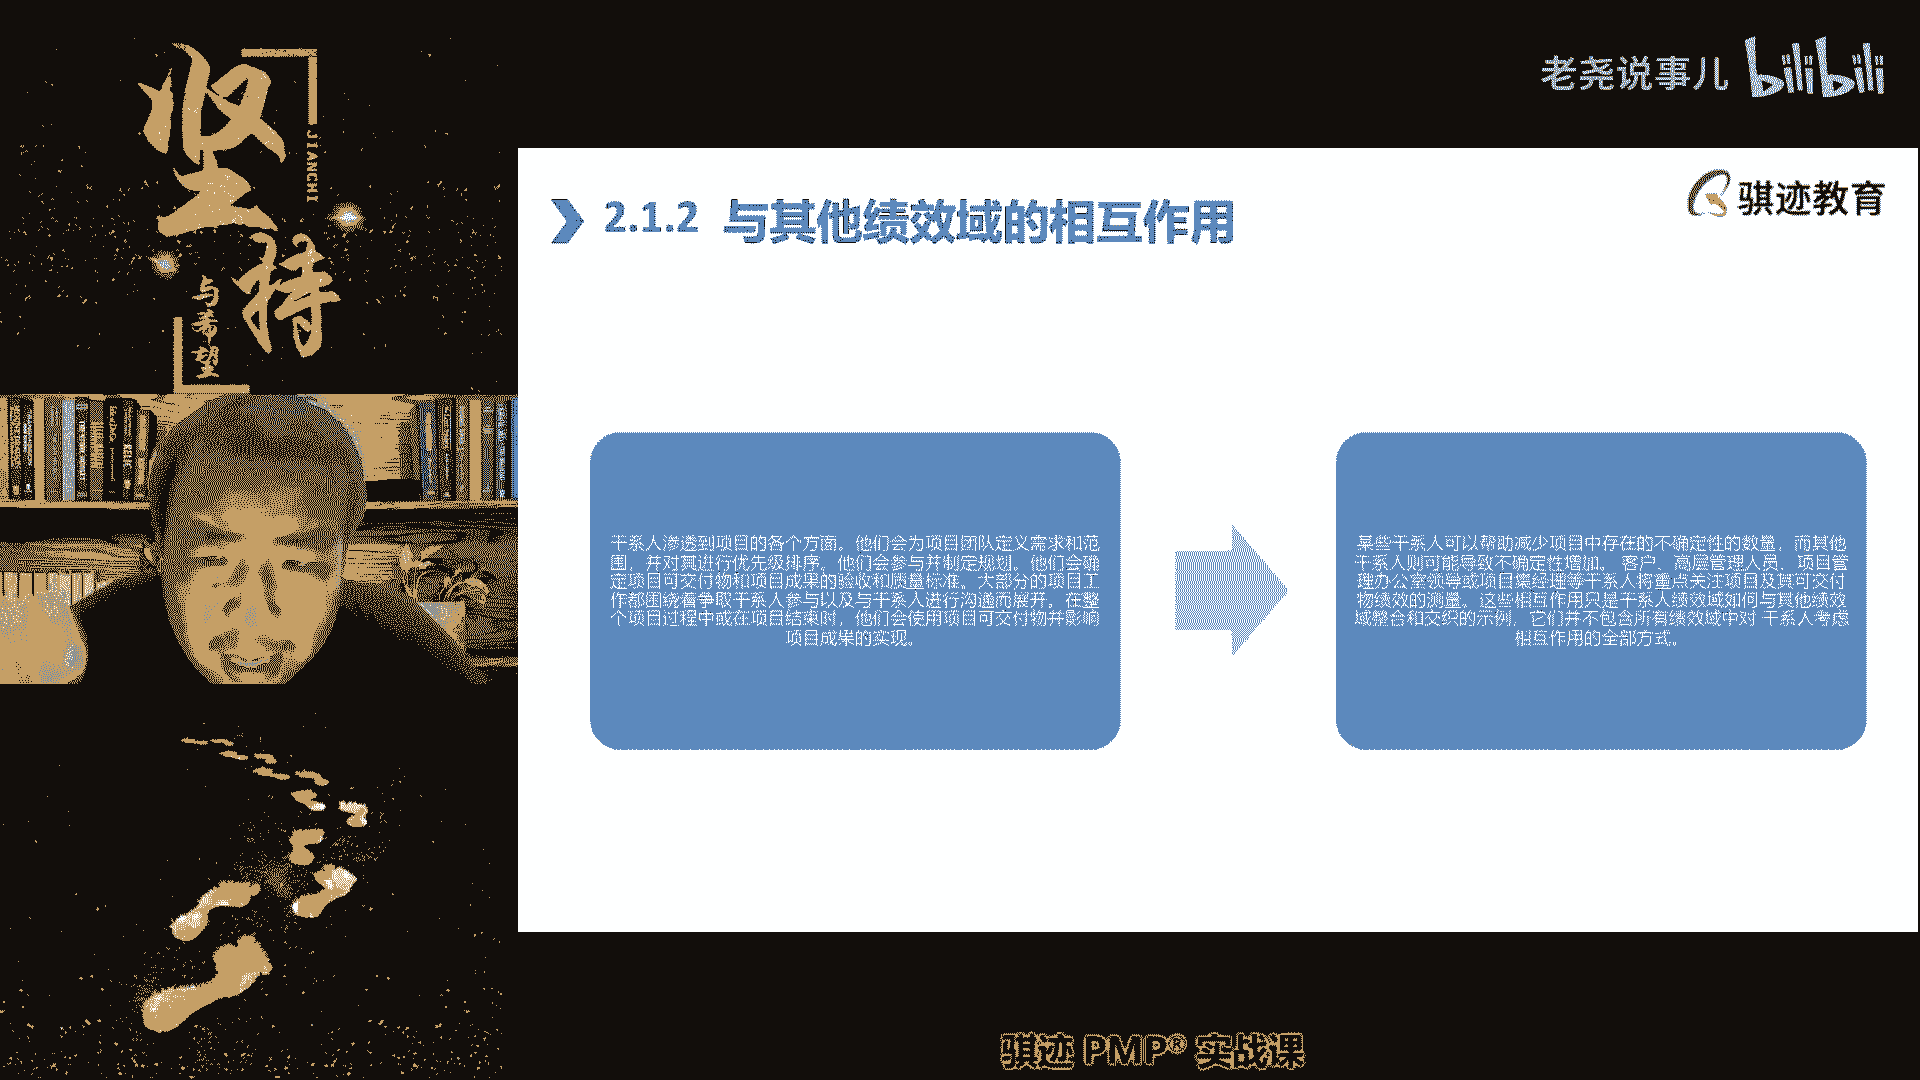 坚持
JIANCHI
与希望
老尧说事儿 bilibili
骐迹教育
2.1.2 与其他绩效域的相互作用
干系人渗透到项目的各个方面。他们会为项目团队定义需求和范
围，并对其进行优先级排序。他们会参与并制定规划。他们会确
定项目可交付物和项目成果的验收和质量标准。大部分的项目工
作都围绕着争取干系人参与以及与干系人进行沟通而展开。在整
个项目过程中或在项目结束时，他们会使用项目可交付物并影响
项目成果的实现。
某些干系人可以帮助减少项目中存在的不确定性的数量，而其他
干系人则可能导致不确定性增加。 客户、高层管理人员、项目管
理办公室领导或项目集经理等干系人将重点关注项目及其可交付
物绩效的测量。这些相互作用只是干系人绩效域如何与其他绩效
域整合和交织的示例，它们并不包含所有绩效域中对 干系人考虑
相互作用的全部方式。
骐迹 PMP® 实战课